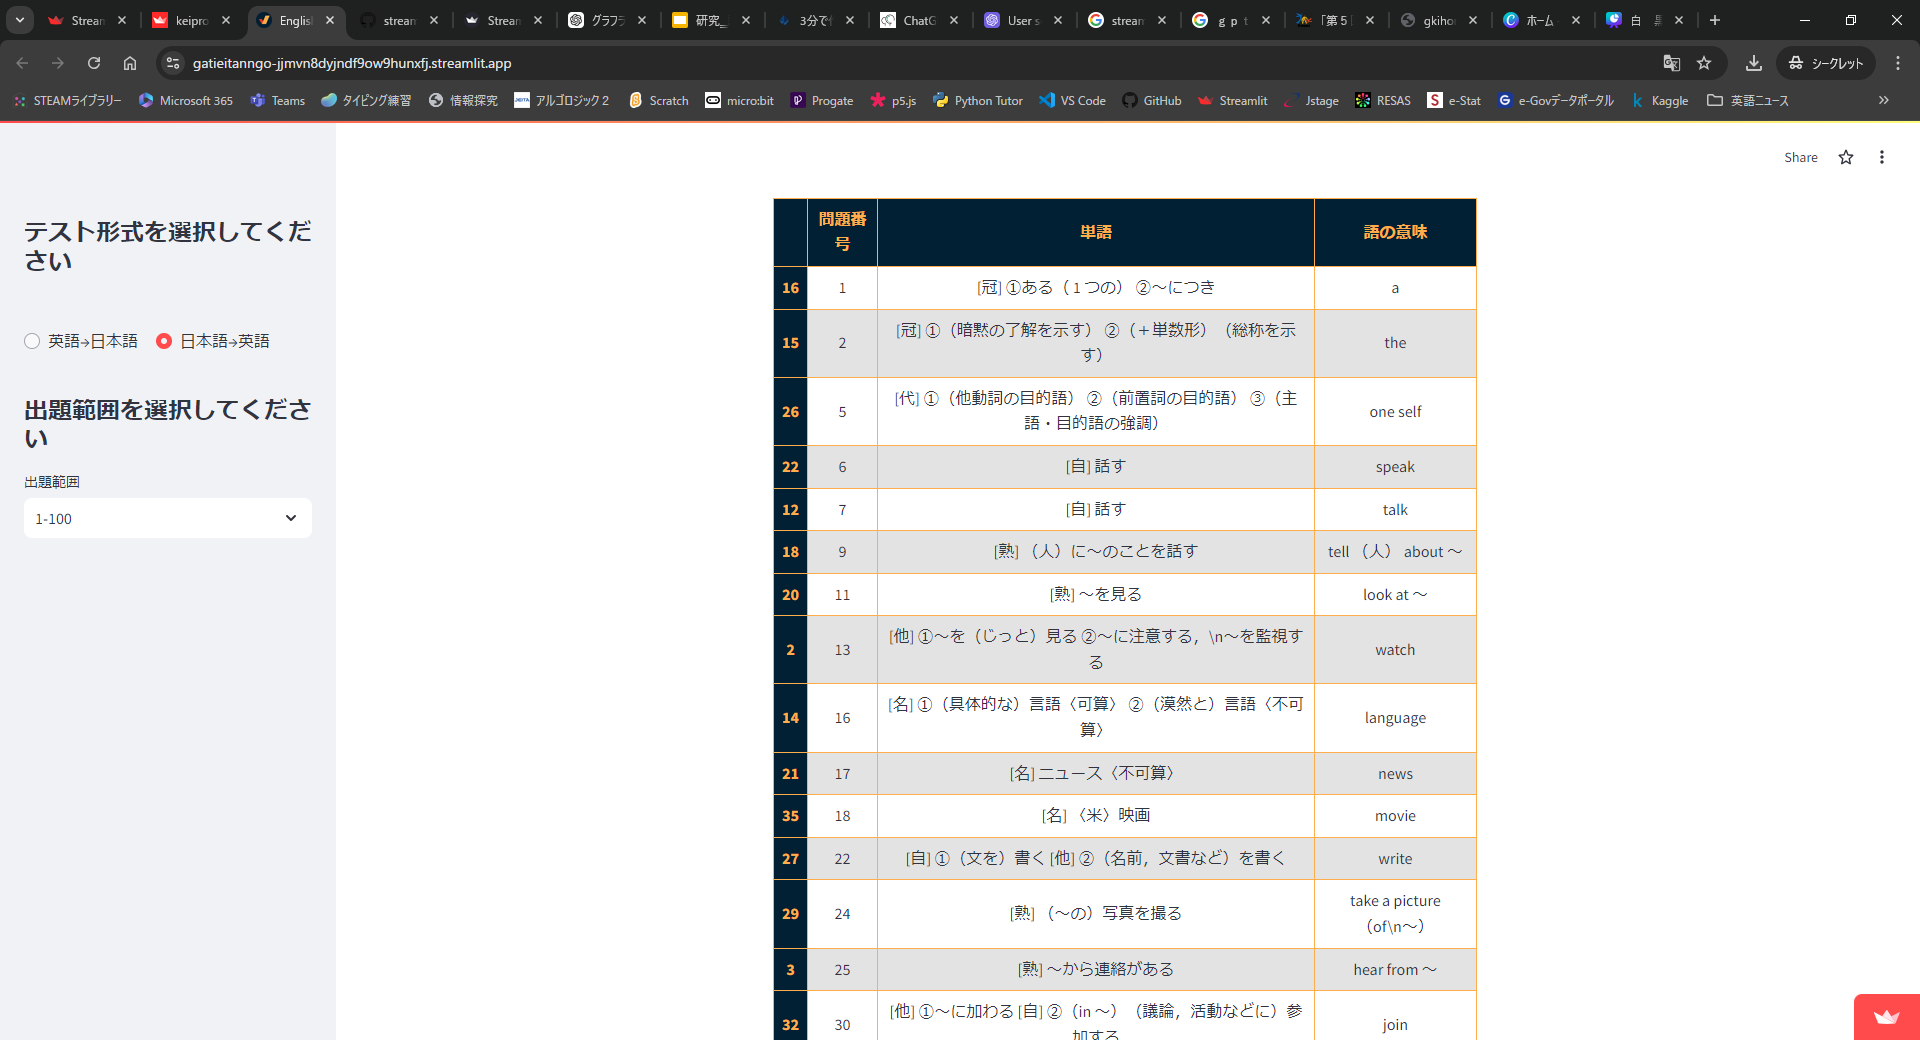 Stream
keipro
English
stream
Stream
グラフラ
研究_
3分で
ChatG
User s
stream
ｇｐｔ
「第５
gkiho
ホーム
白
gatieitanngo-jjmvn8dyjndf9ow9hunxfj.streamlit.app
シークレット
STEAMライブラリー
Microsoft 365
Teams
タイピング練習
情報探究
アルゴロジック２
Scratch
micro:bit
Progate
p5.js
Python Tutor
VS Code
GitHub
Streamlit
Jstage
RESAS
e-Stat
e-Govデータポータル
Kaggle
英語ニュース
Share
テスト形式を選択してくだ
さい
英語→日本語 日本語→英語
出題範囲を選択してくださ
い
出題範囲
1-100
問題番
号
単語
語の意味
16 1 [冠] ①ある（１つの） ②～につき a
15 2 [冠] ①（暗黙の了解を示す） ②（＋単数形）（総称を示
す） the
26 5 [代] ①（他動詞の目的語） ②（前置詞の目的語） ③（主
語・目的語の強調） one self
22 6 [自] 話す speak
12 7 [自] 話す talk
18 9 [熟] （人）に～のことを話す tell （人） about ～
20 11 [熟] ～を見る look at ～
2 13 [他] ①～を（じっと）見る ②～に注意する，\n～を監視す
る watch
14 16 [名] ①（具体的な）言語〈可算〉 ②（漠然と）言語〈不可
算〉 language
21 17 [名] ニュース〈不可算〉 news
35 18 [名] 〈米〉映画 movie
27 22 [自] ①（文を）書く [他] ②（名前，文書など）を書く write
29 24 [熟] （～の）写真を撮る take a picture
（of\n～）
3 25 [熟] ～から連絡がある hear from ～
32 30 [他] ①～に加わる [自] ②（in ～）（議論，活動などに）参
加する join